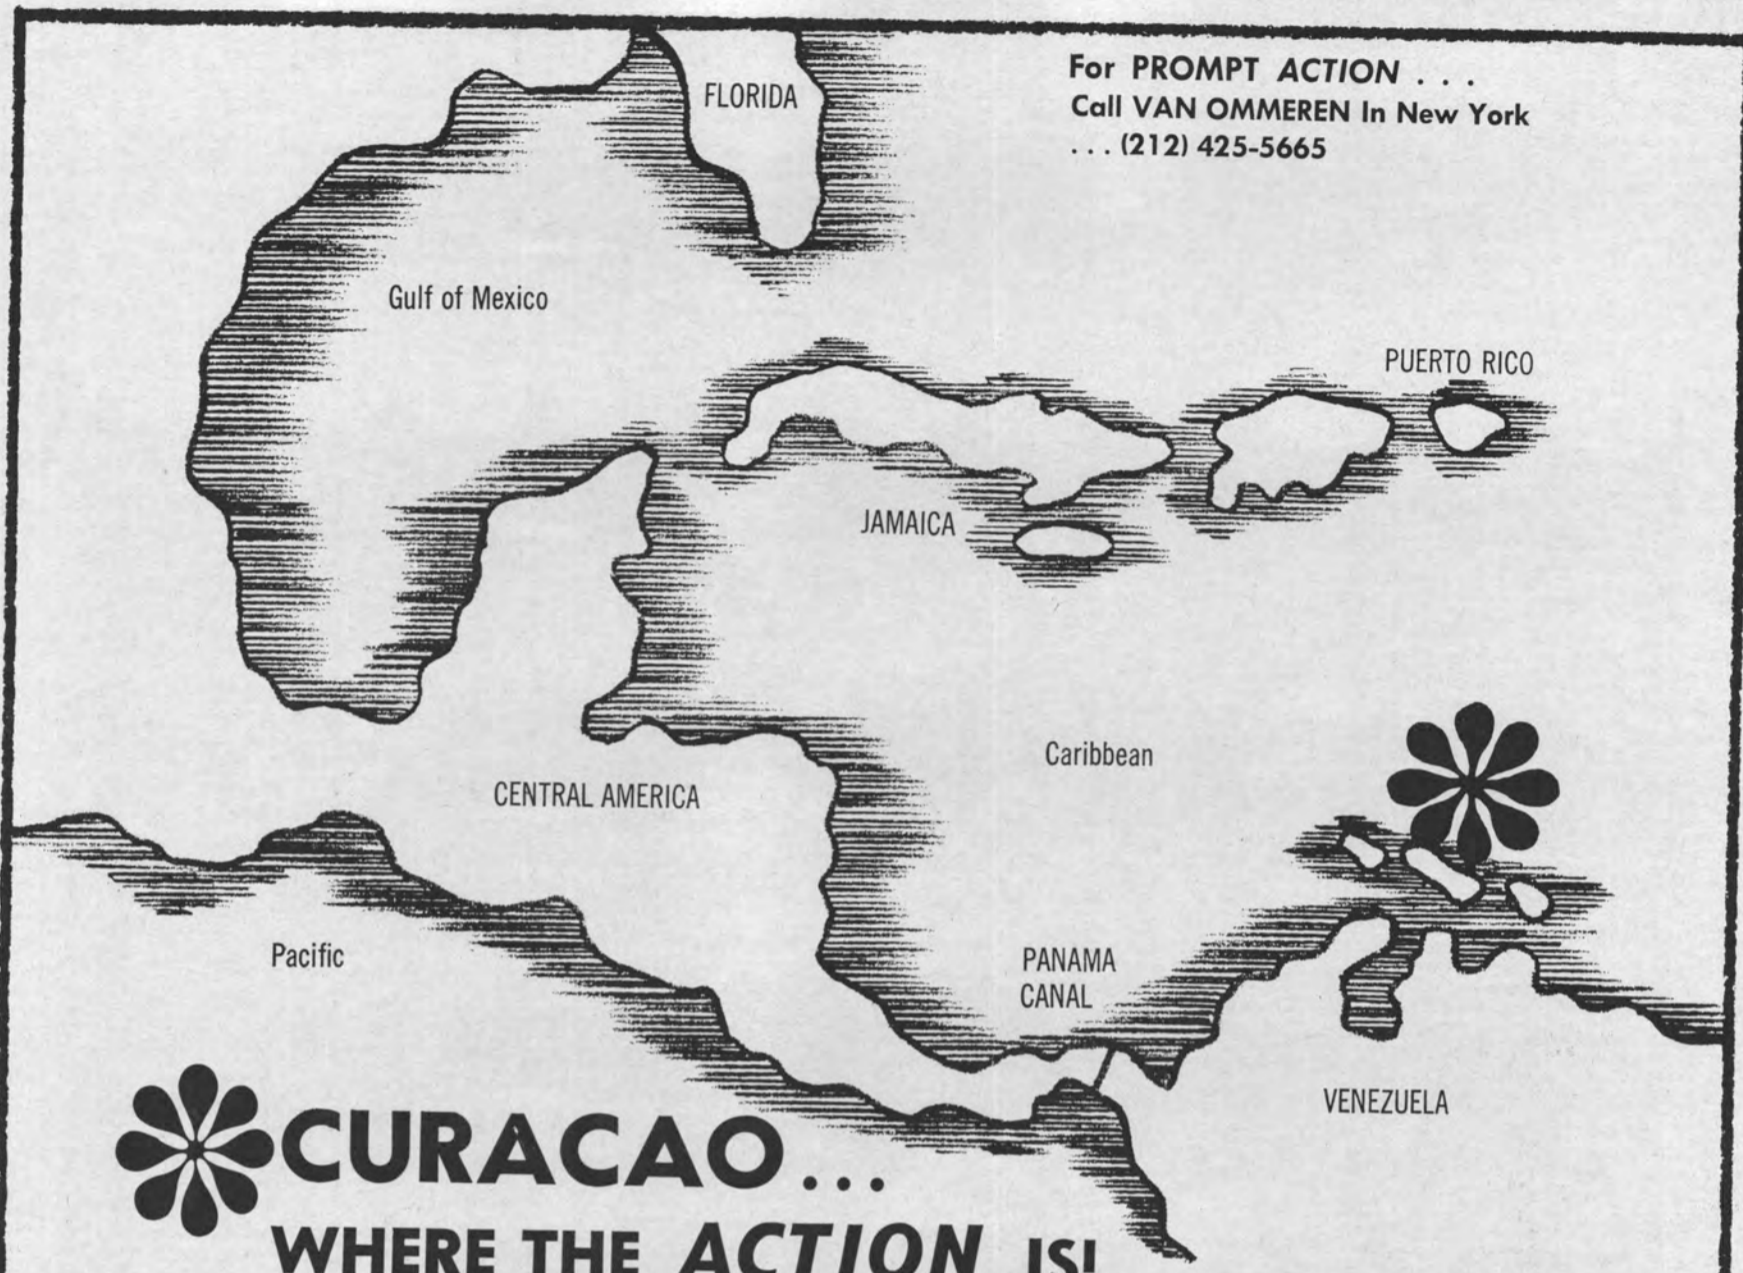 For PROMPT ACTION . . .
Call VAN OMMEREN In New York
. . . (212) 425-5665
FLORIDA
Gulf of Mexico
PUERTO RICO
JAMAICA
Caribbean
CENTRAL AMERICA
Pacific
PANAMA
CANAL
VENEZUELA
CURACAO...
WHERE THE ACTION IS!